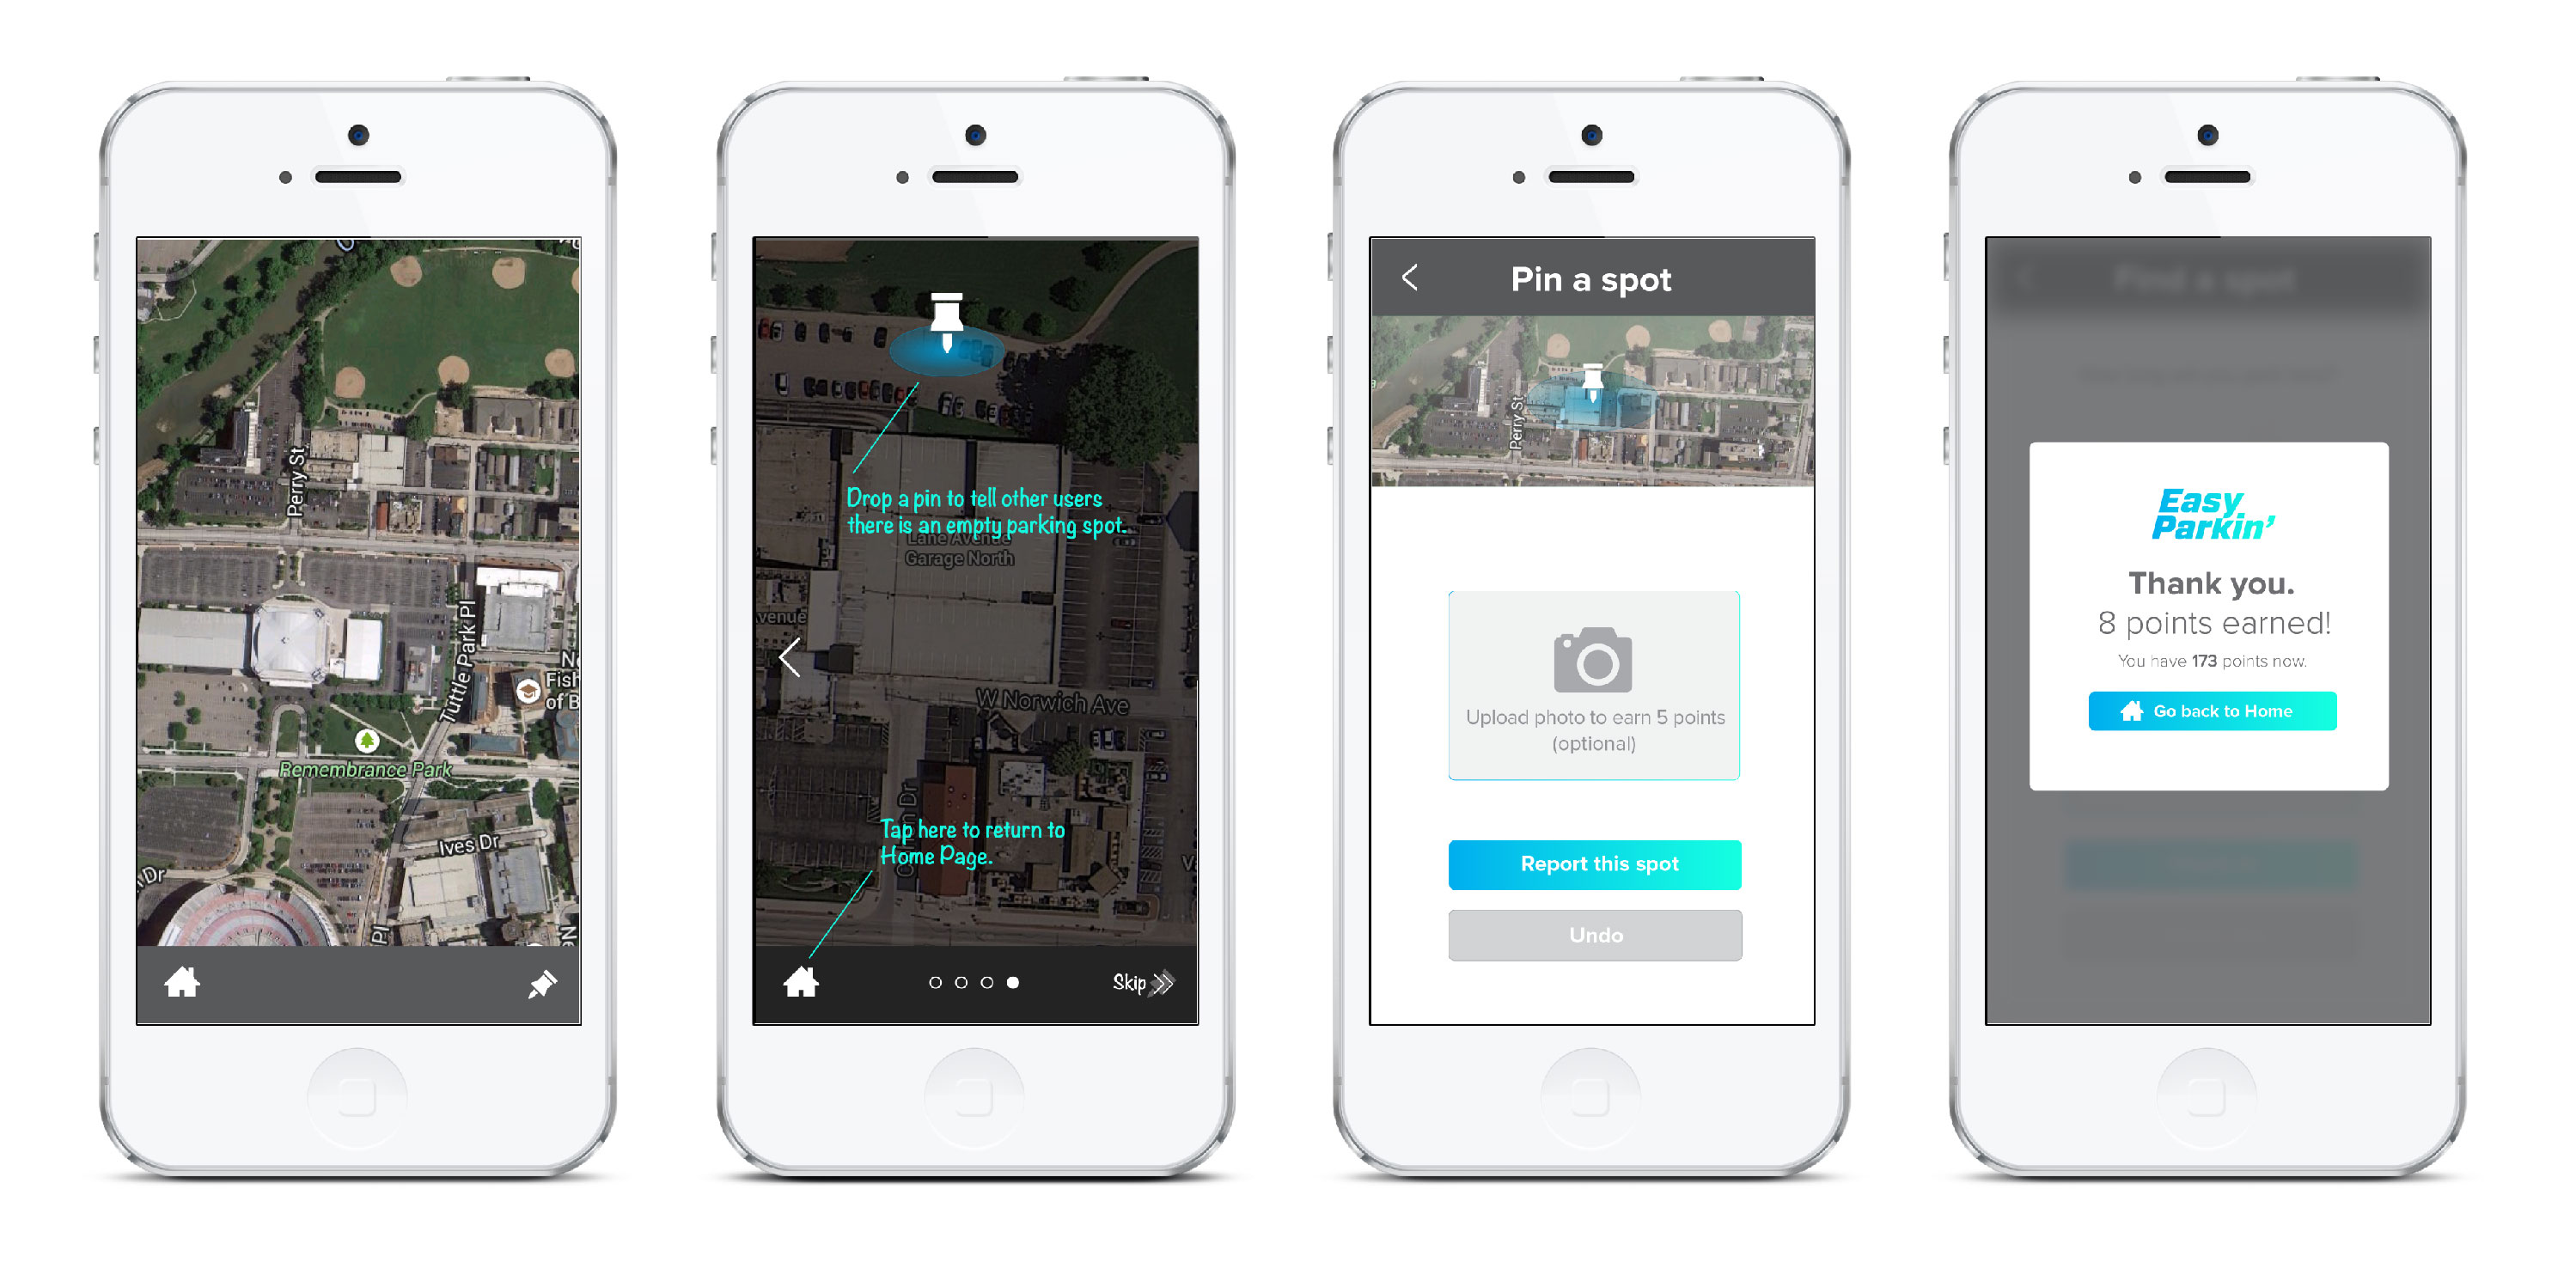 Perry St
Tuttle Park Pl
Fish
of B
Remembrance Park
Ives Dr
Dr
Pl
Drop a pin to tell other users
there is an empty parking spot.
Lane Avenue
Garage North
venue
W Norwich Ave
Tap here to return to
Home Page.
Skip
Pin a spot
Perry St
Upload photo to earn 5 points
(optional)
Report this spot
Undo
Find a spot
Easy
Parkin’
Thank you.
8 points earned!
You have 173 points now.
Go back to Home